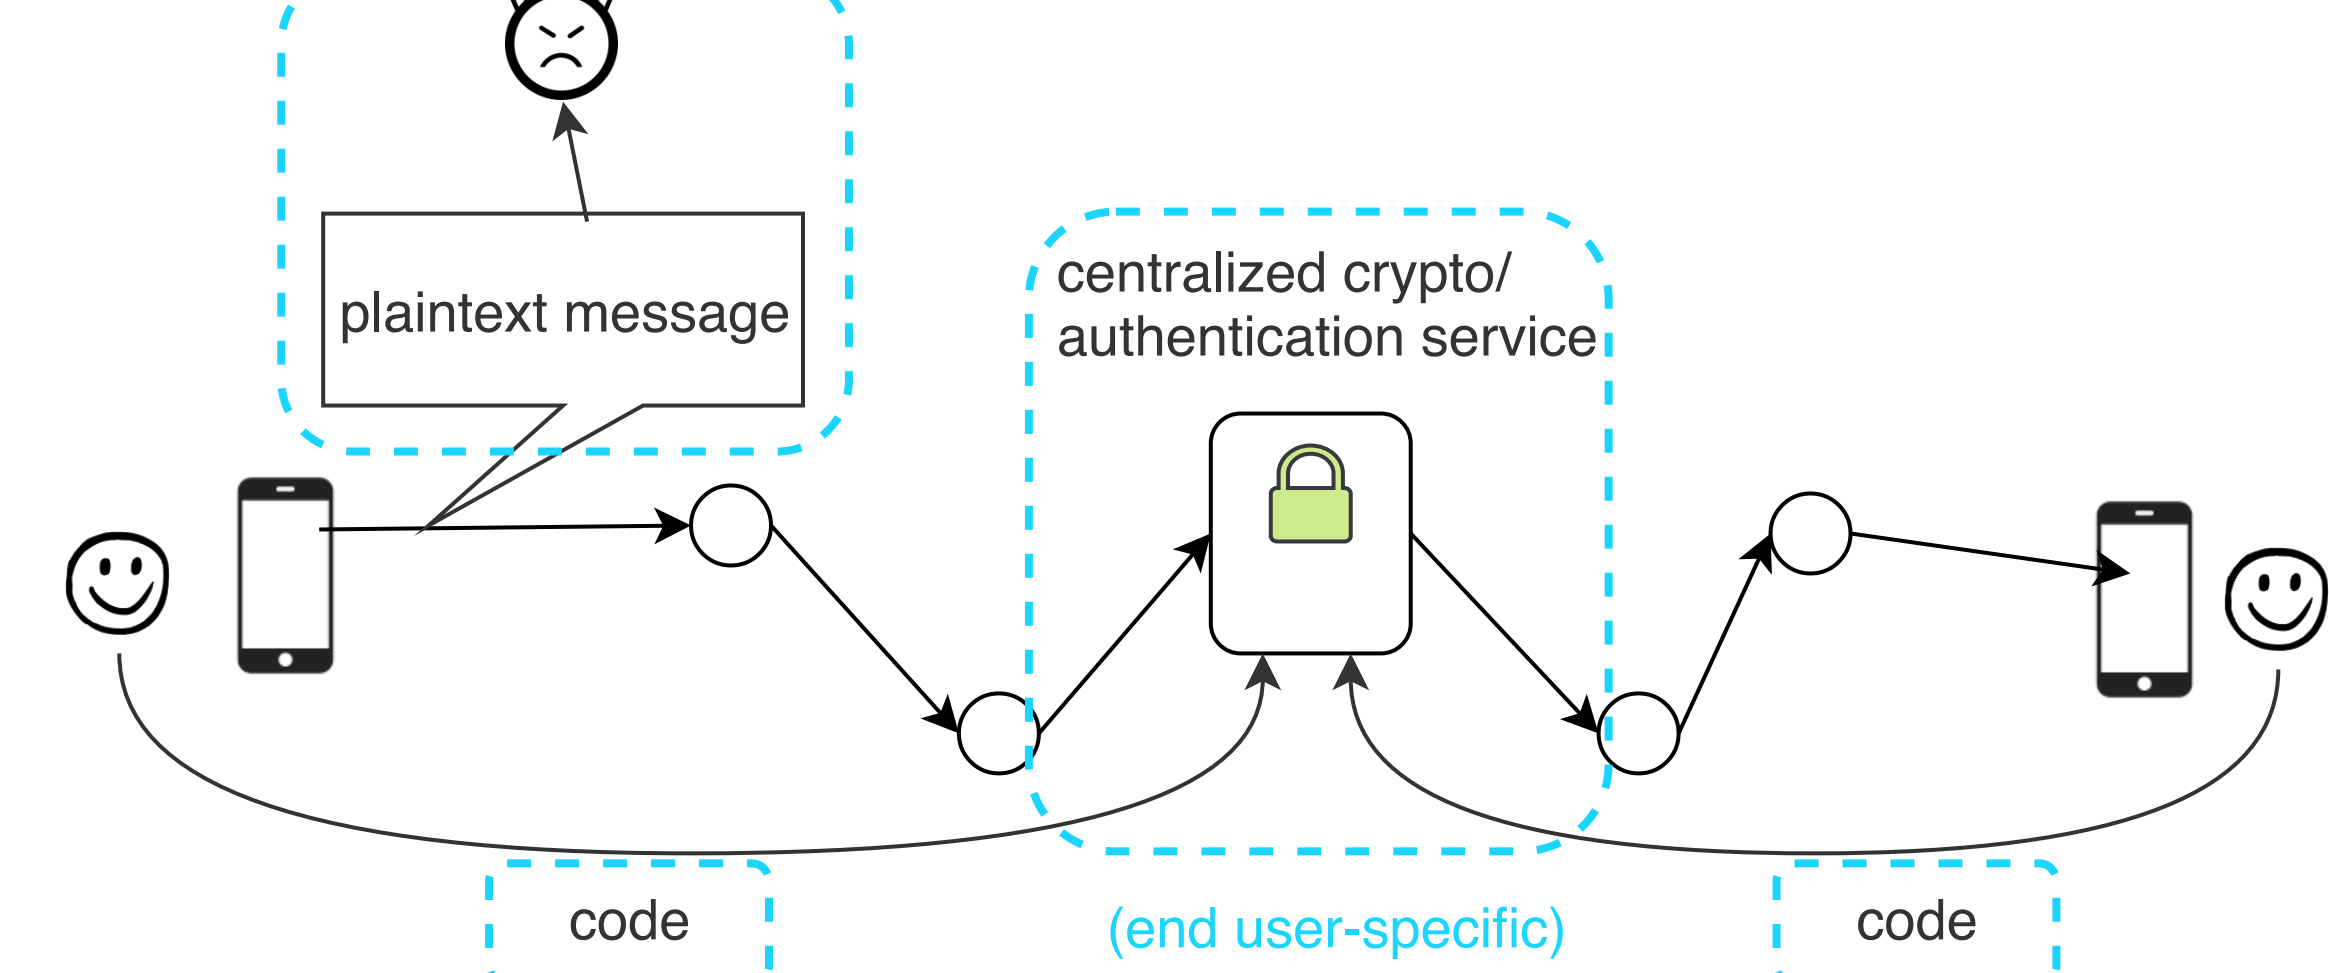 plaintext message
centralized crypto/
authentication service
code
(end user-specific)
code